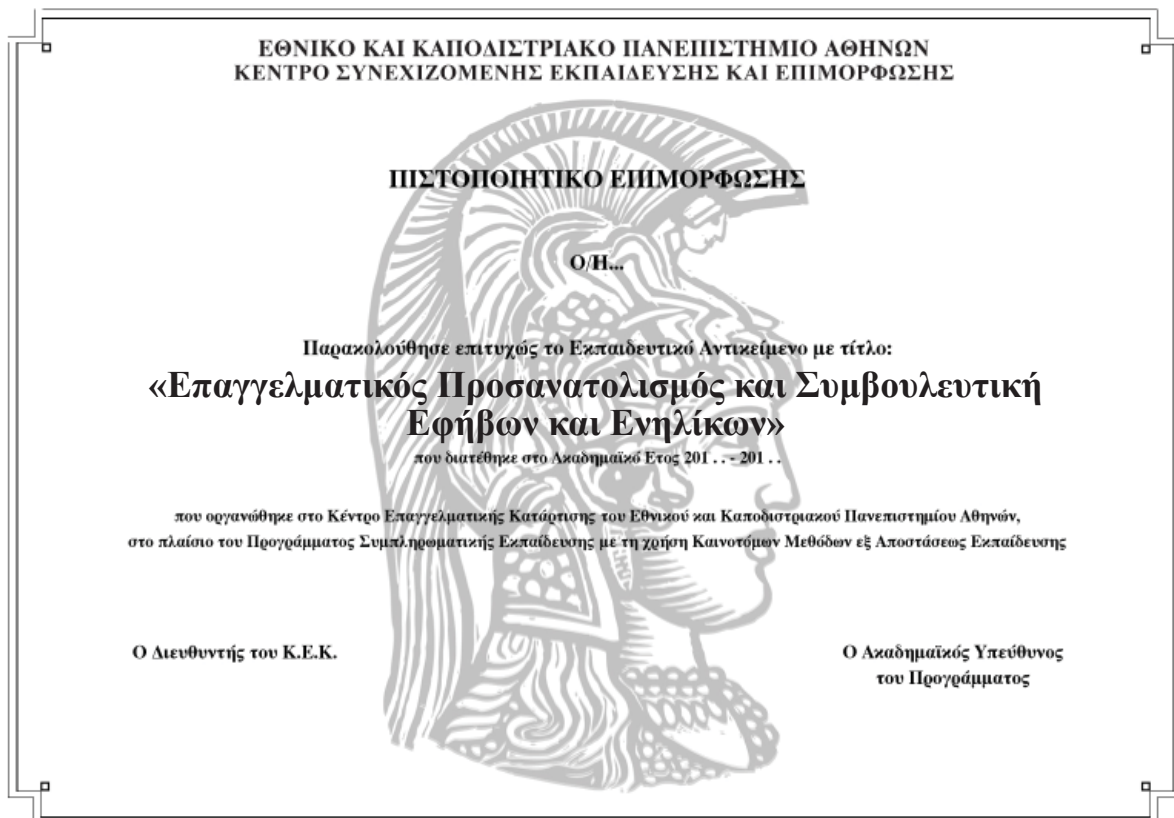 ΕΘΝΙΚΟ ΚΑΙ ΚΑΠΟΔΙΣΤΡΙΑΚΟ ΠΑΝΕΠΙΣΤΗΜΙΟ ΑΘΗΝΩΝ
ΚΕΝΤΡΟ ΣΥΝΕΧΙΖΟΜΕΝΗΣ ΕΚΠΑΙΔΕΥΣΗΣ ΚΑΙ ΕΠΙΜΟΡΦΩΣΗΣ
ΠΙΣΤΟΠΟΙΗΤΙΚΟ ΕΠΙΜΟΡΦΩΣΗΣ
Ο/Η...
Παρακολούθησε επιτυχώς το Εκπαιδευτικό Αντικείμενο με τίτλο:
«Επαγγελματικός Προσανατολισμός και Συμβουλευτική
Εφήβων και Ενηλίκων»
που διατέθηκε στο Ακαδημαϊκό Ετος 201 . . - 201 . .
που οργανώθηκε στο Κέντρο Επαγγελματικής Κατάρτισης του Εθνικού και Καποδιστριακού Πανεπιστημίου Αθηνών,
στο πλαίσιο του Προγράμματος Συμπληρωματικής Εκπαίδευσης με τη χρήση Καινοτόμων Μεθόδων εξ Αποστάσεως Εκπαίδευσης
Ο Διευθυντής του Κ.Ε.Κ.
Ο Ακαδημαϊκός Υπεύθυνος
του Προγράμματος